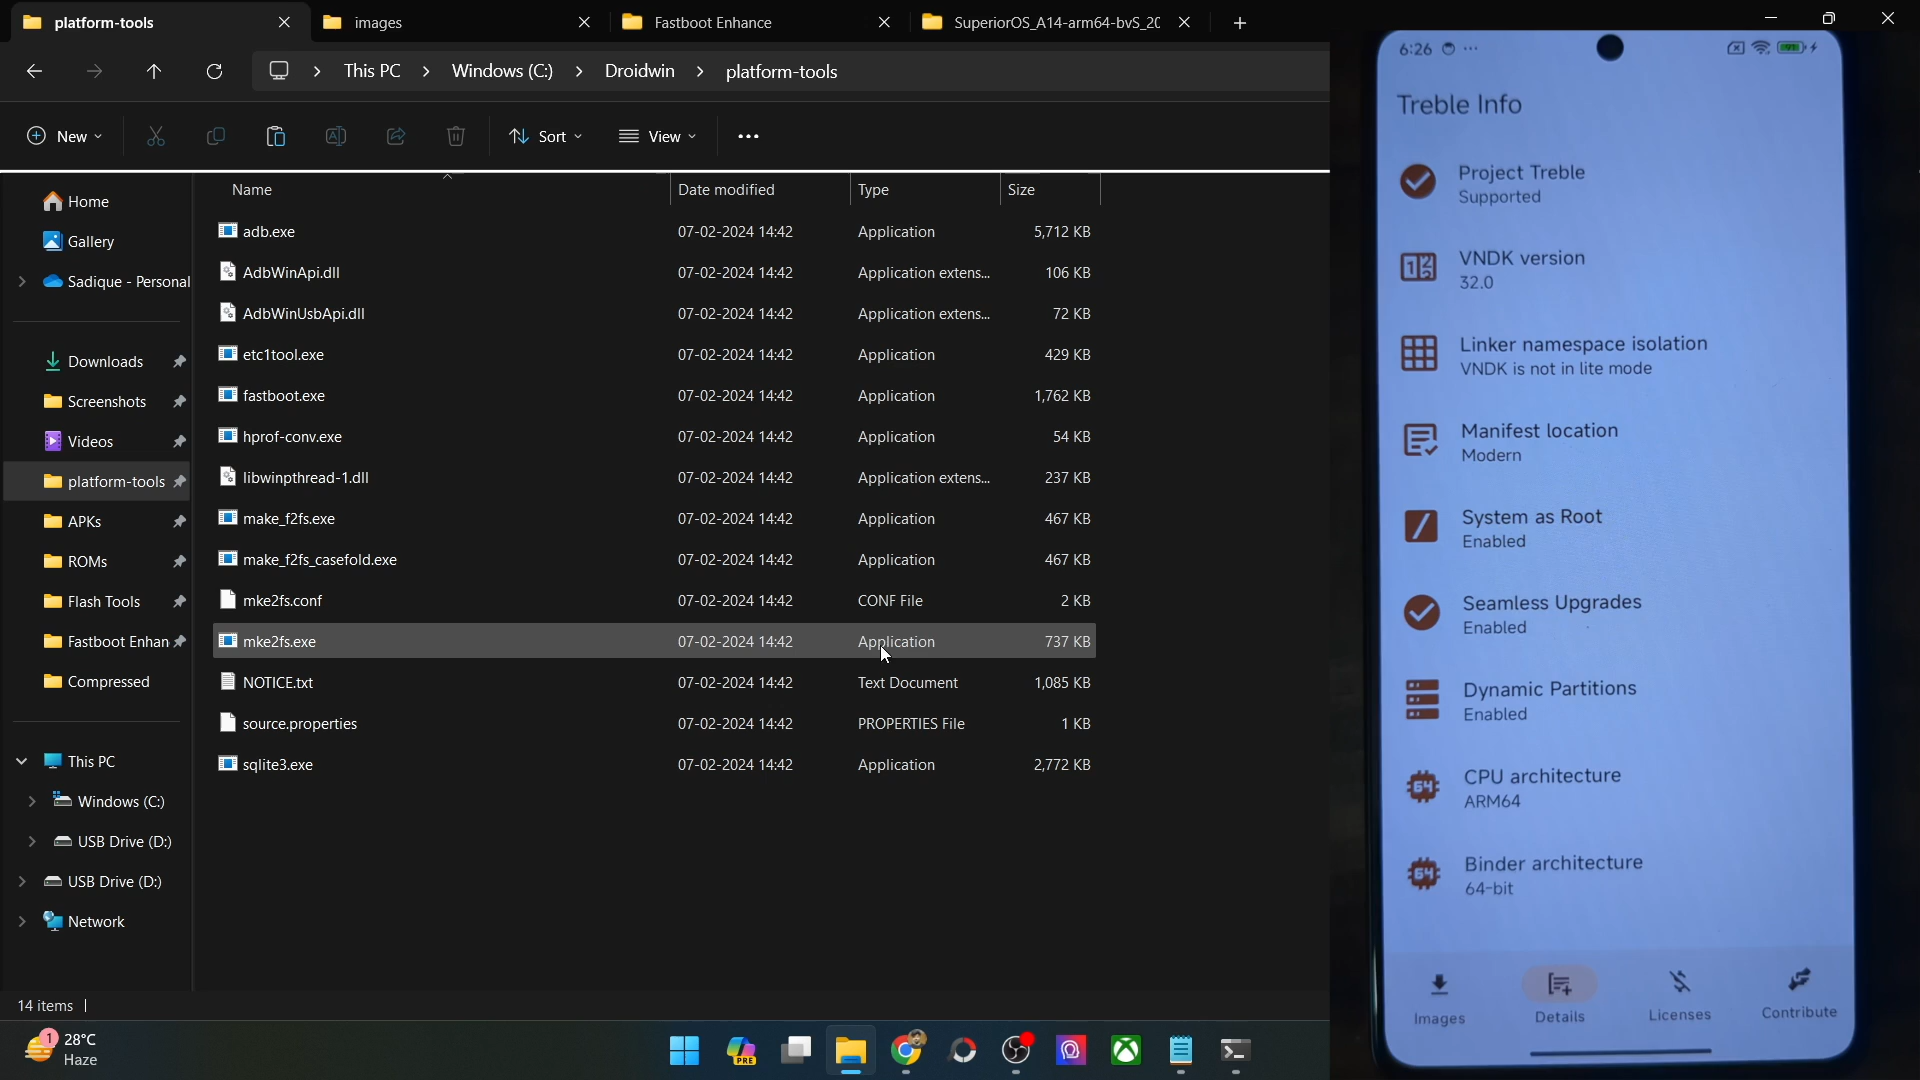 platform-tools
images
Fastboot Enhance
SuperiorOS_A14-arm64-bvS_20
This PC
Windows (C:)
Droidwin
platform-tools
New
Sort
View
Name
Date modified
Type
Size
Home
Gallery
Sadique - Personal
Downloads
Screenshots
Videos
platform-tools
APKs
ROMs
Flash Tools
Fastboot Enhan
Compressed
This PC
Windows (C:)
USB Drive (D:)
USB Drive (D:)
Network
adb.exe 07-02-2024 14:42 Application 5,712 KB
AdbWinApi.dll 07-02-2024 14:42 Application extens... 106 KB
AdbWinUsbApi.dll 07-02-2024 14:42 Application extens... 72 KB
etc1tool.exe 07-02-2024 14:42 Application 429 KB
fastboot.exe 07-02-2024 14:42 Application 1,762 KB
hprof-conv.exe 07-02-2024 14:42 Application 54 KB
libwinpthread-1.dll 07-02-2024 14:42 Application extens... 237 KB
make_f2fs.exe 07-02-2024 14:42 Application 467 KB
make_f2fs_casefold.exe 07-02-2024 14:42 Application 467 KB
mke2fs.conf 07-02-2024 14:42 CONF File 2 KB
mke2fs.exe 07-02-2024 14:42 Application 737 KB
NOTICE.txt 07-02-2024 14:42 Text Document 1,085 KB
source.properties 07-02-2024 14:42 PROPERTIES File 1 KB
sqlite3.exe 07-02-2024 14:42 Application 2,772 KB
14 items
1
28°C
Haze
PRE
6:26
Treble Info
Project Treble
Supported
VNDK version
32.0
Linker namespace isolation
VNDK is not in lite mode
Manifest location
Modern
System as Root
Enabled
Seamless Upgrades
Enabled
Dynamic Partitions
Enabled
64
CPU architecture
ARM64
64
Binder architecture
64-bit
Images
Details
Licenses
Contribute